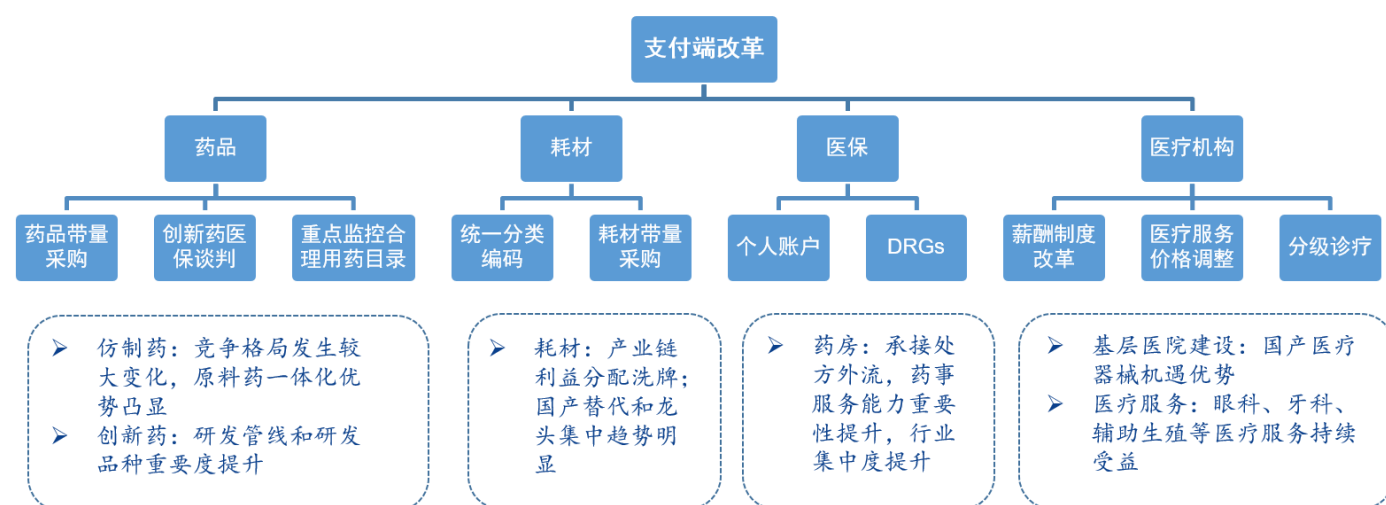 支付端改革
药品
耗材
医保
医疗机构
药品带量
采购
创新药医
保谈判
重点监控合
理用药目录
统一分类
编码
耗材带量
采购
个人账户
DRGs
薪酬制度
改革
医疗服务
价格调整
分级诊疗
➢ 仿制药：竞争格局发生较
大变化，原料药一体化优
势凸显
➢ 创新药：研发管线和研发
品种重要度提升
➢ 耗材：产业链
利益分配洗牌；
国产替代和龙
头集中趋势明
显
➢ 药房：承接处
方外流，药事
服务能力重要
性提升，行业
集中度提升
➢ 基层医院建设：国产医疗
器械机遇优势
➢ 医疗服务：眼科、牙科、
辅助生殖等医疗服务持续
受益